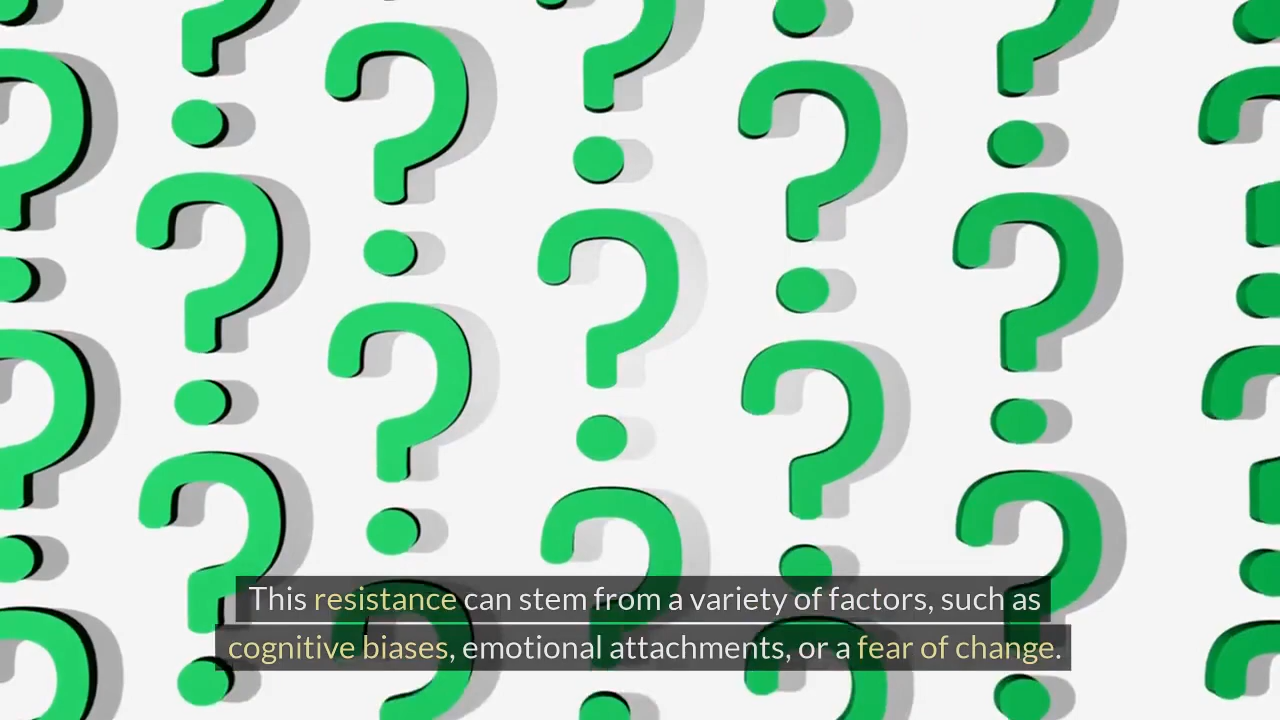 This resistance can stem from a variety of factors, such as
cognitive biases, emotional attachments, or a fear of change.